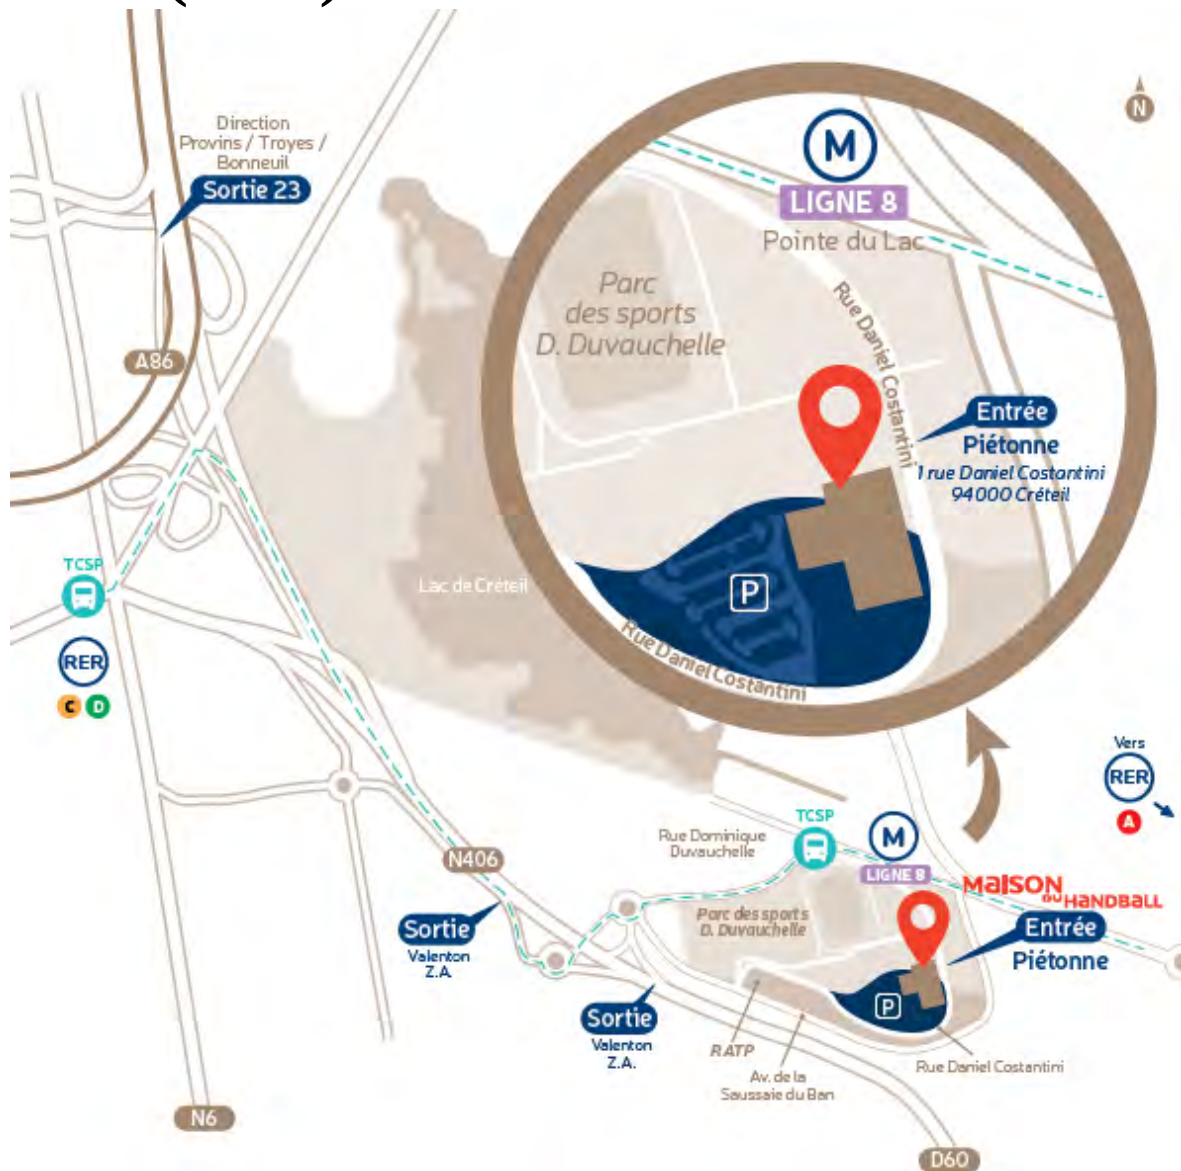 N
Direction
Provins / Troyes /
Bonneuil
Sortie 23
M
LIGNE 8
Pointe du Lac
Parc
des sports
D. Duvauchelle
Rue Daniel Costantini
A86
Entrée
Piétonne
1 rue Daniel Costantini
94000 Créteil
TCSP
Lac de Créteil
P
Rue Daniel Costantini
RER
C D
Vers
RER
A
TCSP
M
Rue Dominique
Duvauchelle
LIGNE 8
N406
MAISON
DU HANDBALL
Parc des sports
D. Duvauchelle
Sortie
Valenton
Z.A.
Entrée
Piétonne
P
Sortie
Valenton
Z.A.
RATP
Av. de la
Saussaie du Ban
Rue Daniel Costantini
N6
D60